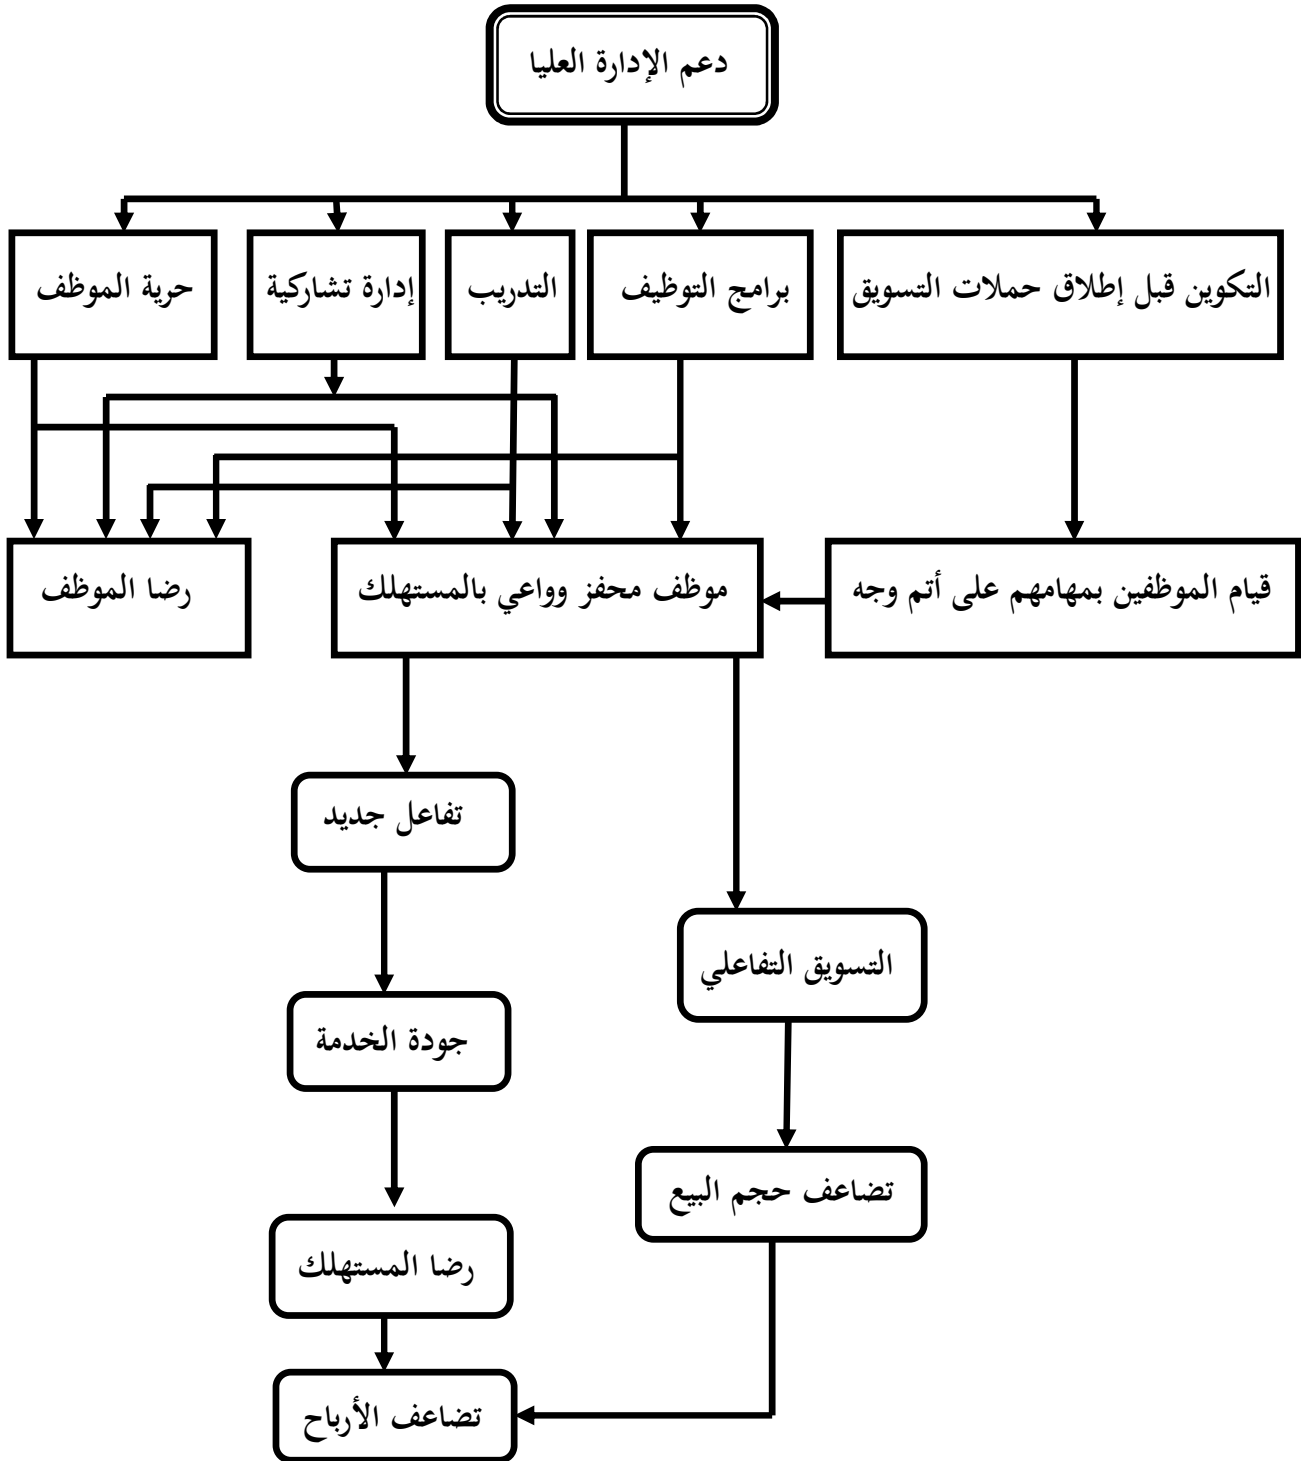 دعم الإدارة العليا
التكوين قبل إطلاق حملات التسويق
برامج التوظيف
التدريب
إدارة تشاركية
حرية الموظف
قيام الموظفين بمهامهم على أتم وجه
موظف محفز وواعي بالمستهلك
رضا الموظف
تفاعل جديد
التسويق التفاعلي
جودة الخدمة
تضاعف حجم البيع
رضا المستهلك
تضاعف الأرباح